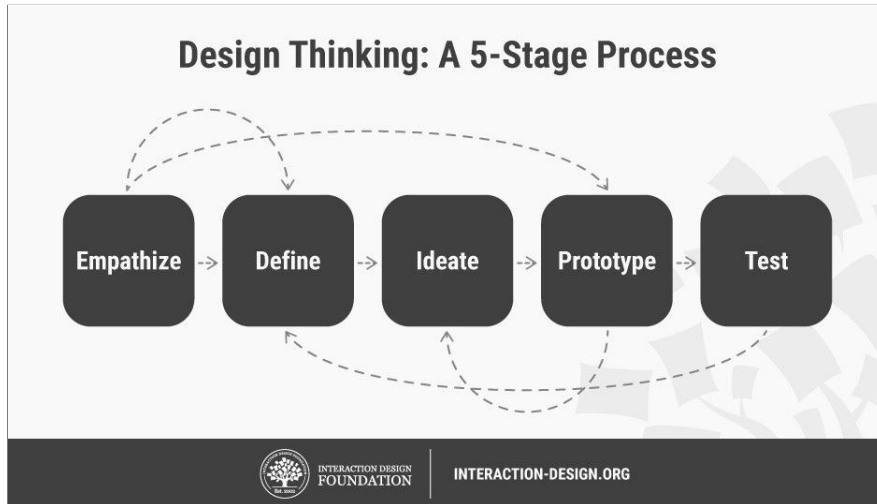 Design Thinking: A 5-Stage Process
Empathize
Define
Ideate
Prototype
Test
INTERACTION DESIGN
FOUNDATION
INTERACTION-DESIGN.ORG